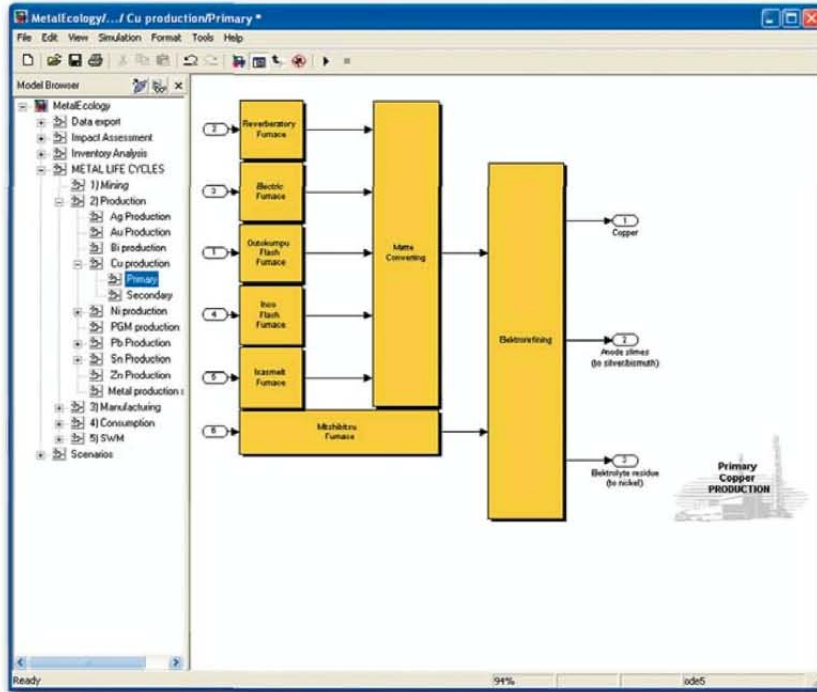 MetalEcology/.../ Cu production/Primary *
File Edit View Simulation Format Tools Help
Model Browser
MetalEcology
Data export
Impact Assessment
Inventory Analysis
METAL LIFE CYCLES
1) Mining
2) Production
Ag Production
Au Production
Bi production
Cu production
Primary
Secondary
Ni production
PGM production
Pb Production
Sn Production
Zn Production
Metal production s
3) Manufacturing
4) Consumption
5) SWM
Scenarios
2
Reverberatory
Furnace
3
Electric
Furnace
1
Outokumpu
Flash
Furnace
4
Inco
Flash
Furnace
5
Isasmelt
Furnace
6
Mitshibitsu
Furnace
Matte
Converting
Elektrorefining
1
Copper
2
Anode slimes
(to silver/bismuth)
3
Elektrolyte residue
(to nickel)
Primary
Copper
PRODUCTION
Ready
94%
ode5